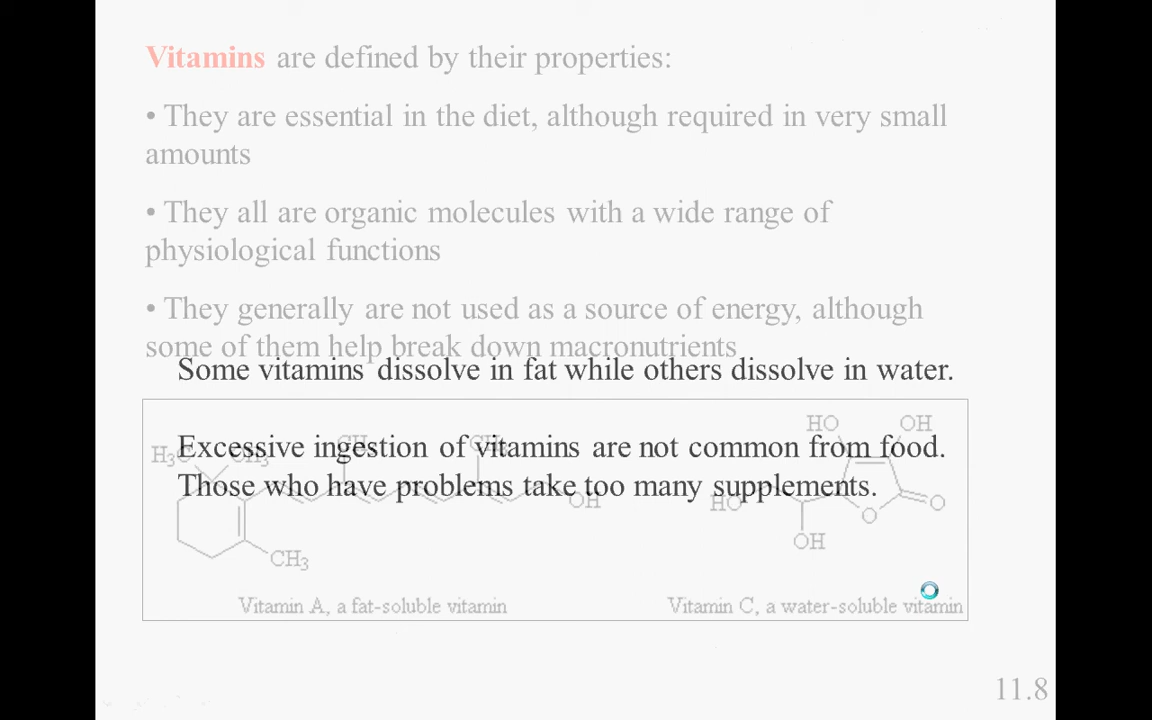 Vitamins are defined by their properties:
• They are essential in the diet, although required in very small
amounts
• They all are organic molecules with a wide range of
physiological functions
• They generally are not used as a source of energy, although
some of them help break down macronutrients
Some vitamins dissolve in fat while others dissolve in water.
Excessive ingestion of vitamins are not common from food.
Those who have problems take too many supplements.
H3C CH3 CH3 CH3 HO OH
OH HO O O
CH3 OH
Vitamin A, a fat-soluble vitamin Vitamin C, a water-soluble vitamin
11.8